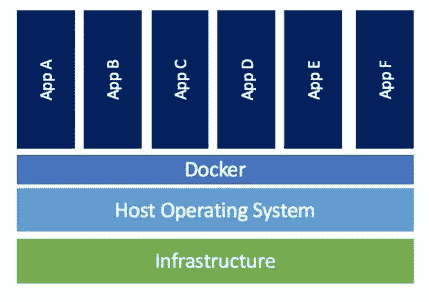 App A
App B
App C
App D
App E
App F
Docker
Host Operating System
Infrastructure